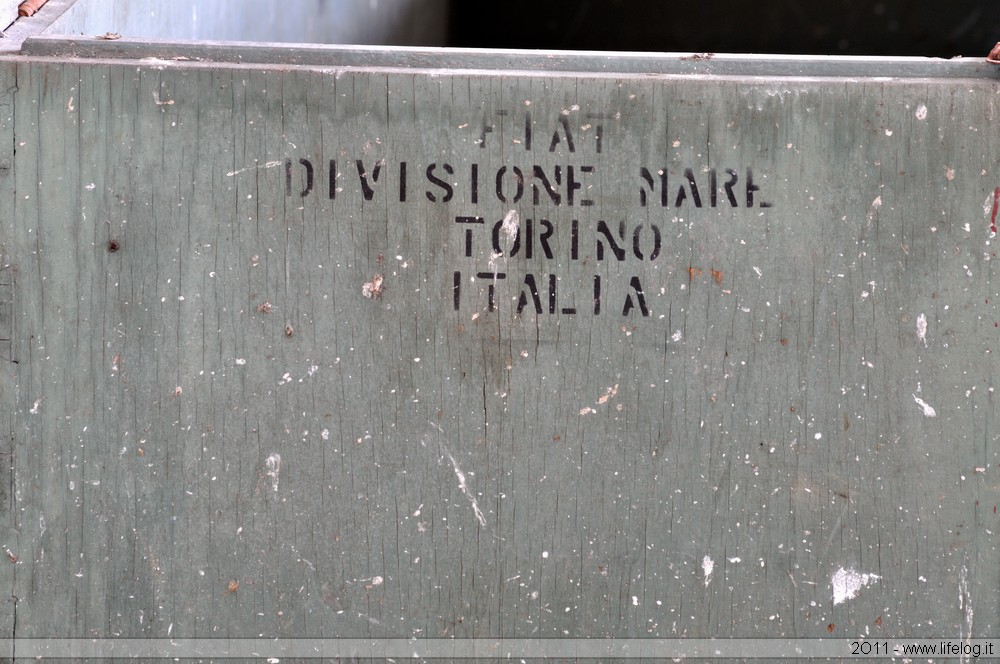 FIAT
DIVISIONE MARE
TORINO
ITALIA
2011 - www.lifelog.it